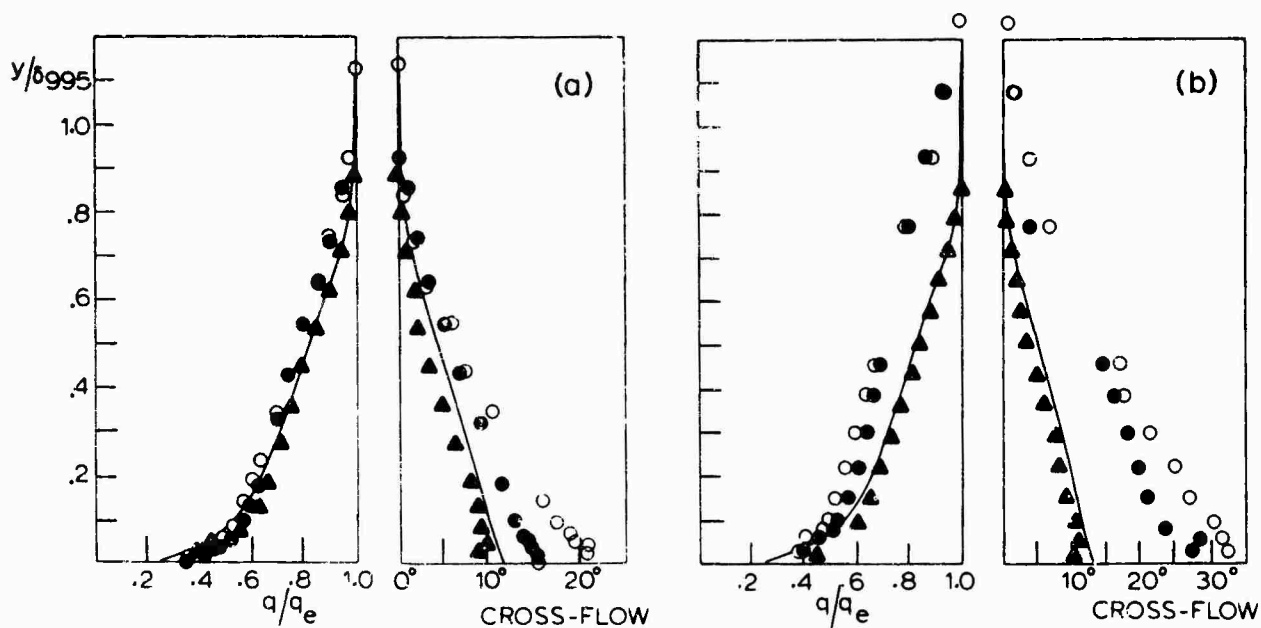 y/δ995
(a)
(b)
1.0
.8
.6
.4
.2
.2 .4 .6 .8 1.0
0° 10° 20°
.2 .4 .6 .8 1.0
10° 20° 30°
q/qe
CROSS-FLOW
q/qe
CROSS-FLOW